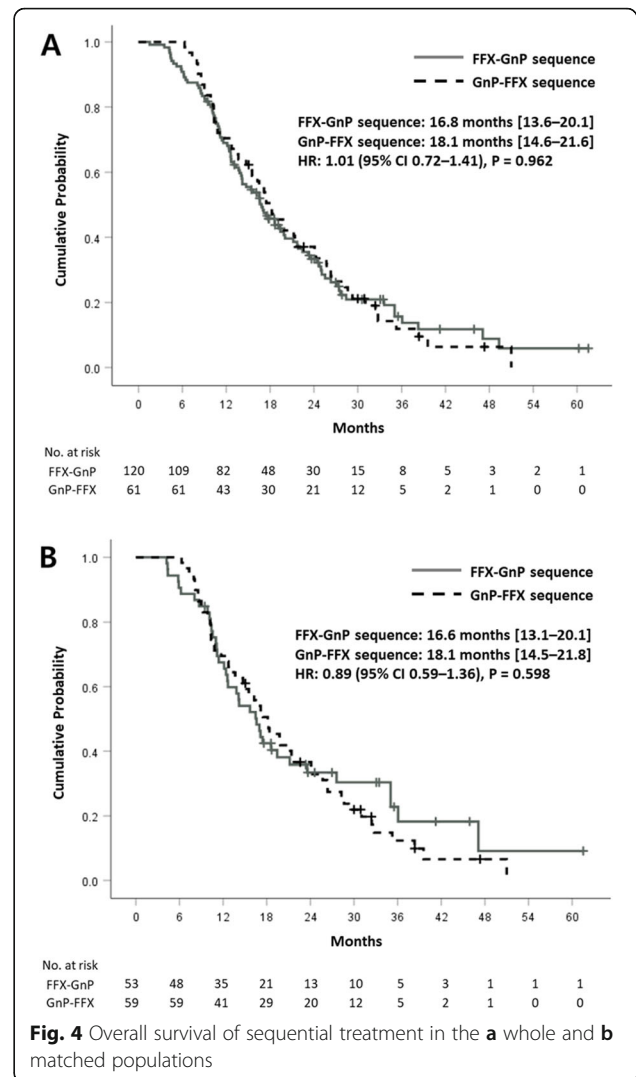 A
1.0
0.8
0.6
0.4
0.2
0.0
Cumulative Probability
FFX-GnP sequence
GnP-FFX sequence
FFX-GnP sequence: 16.8 months [13.6–20.1]
GnP-FFX sequence: 18.1 months [14.6–21.6]
HR: 1.01 (95% CI 0.72–1.41), P = 0.962
0 6 12 18 24 30 36 42 48 54 60
Months
No. at risk
FFX-GnP 120 109 82 48 30 15 8 5 3 2 1
GnP-FFX 61 61 43 30 21 12 5 2 1 0 0
B
1.0
0.8
0.6
0.4
0.2
0.0
Cumulative Probability
FFX-GnP sequence
GnP-FFX sequence
FFX-GnP sequence: 16.6 months [13.1–20.1]
GnP-FFX sequence: 18.1 months [14.5–21.8]
HR: 0.89 (95% CI 0.59–1.36), P = 0.598
0 6 12 18 24 30 36 42 48 54 60
Months
No. at risk
FFX-GnP 53 48 35 21 13 10 5 3 1 1 1
GnP-FFX 59 59 41 29 20 12 5 2 1 0 0
Fig. 4 Overall survival of sequential treatment in the a whole and b
matched populations